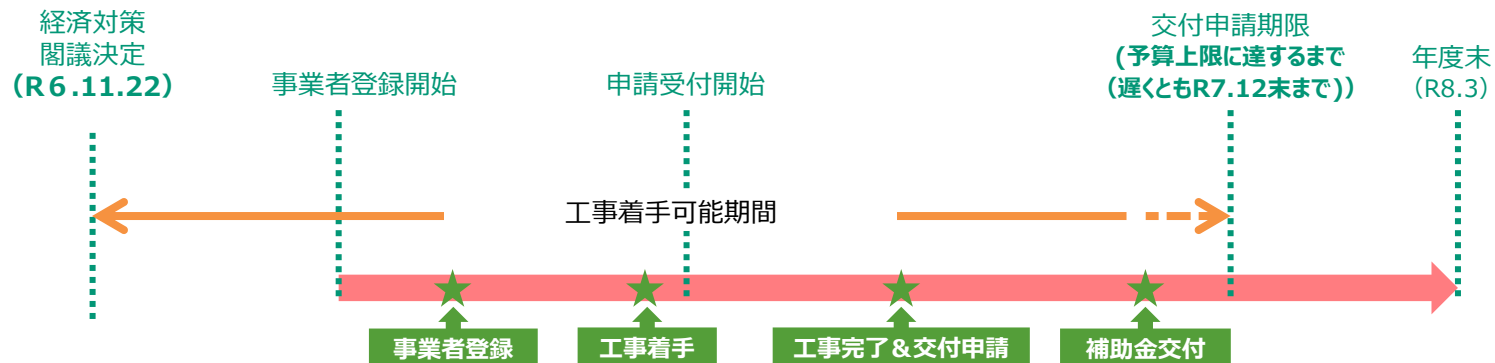 経済対策
閣議決定
（R６.11.22）
事業者登録開始
申請受付開始
交付申請期限
(予算上限に達するまで
（遅くともR7.12末まで)）
年度末
（R8.3）
工事着手可能期間
事業者登録
工事着手
工事完了＆交付申請
補助金交付